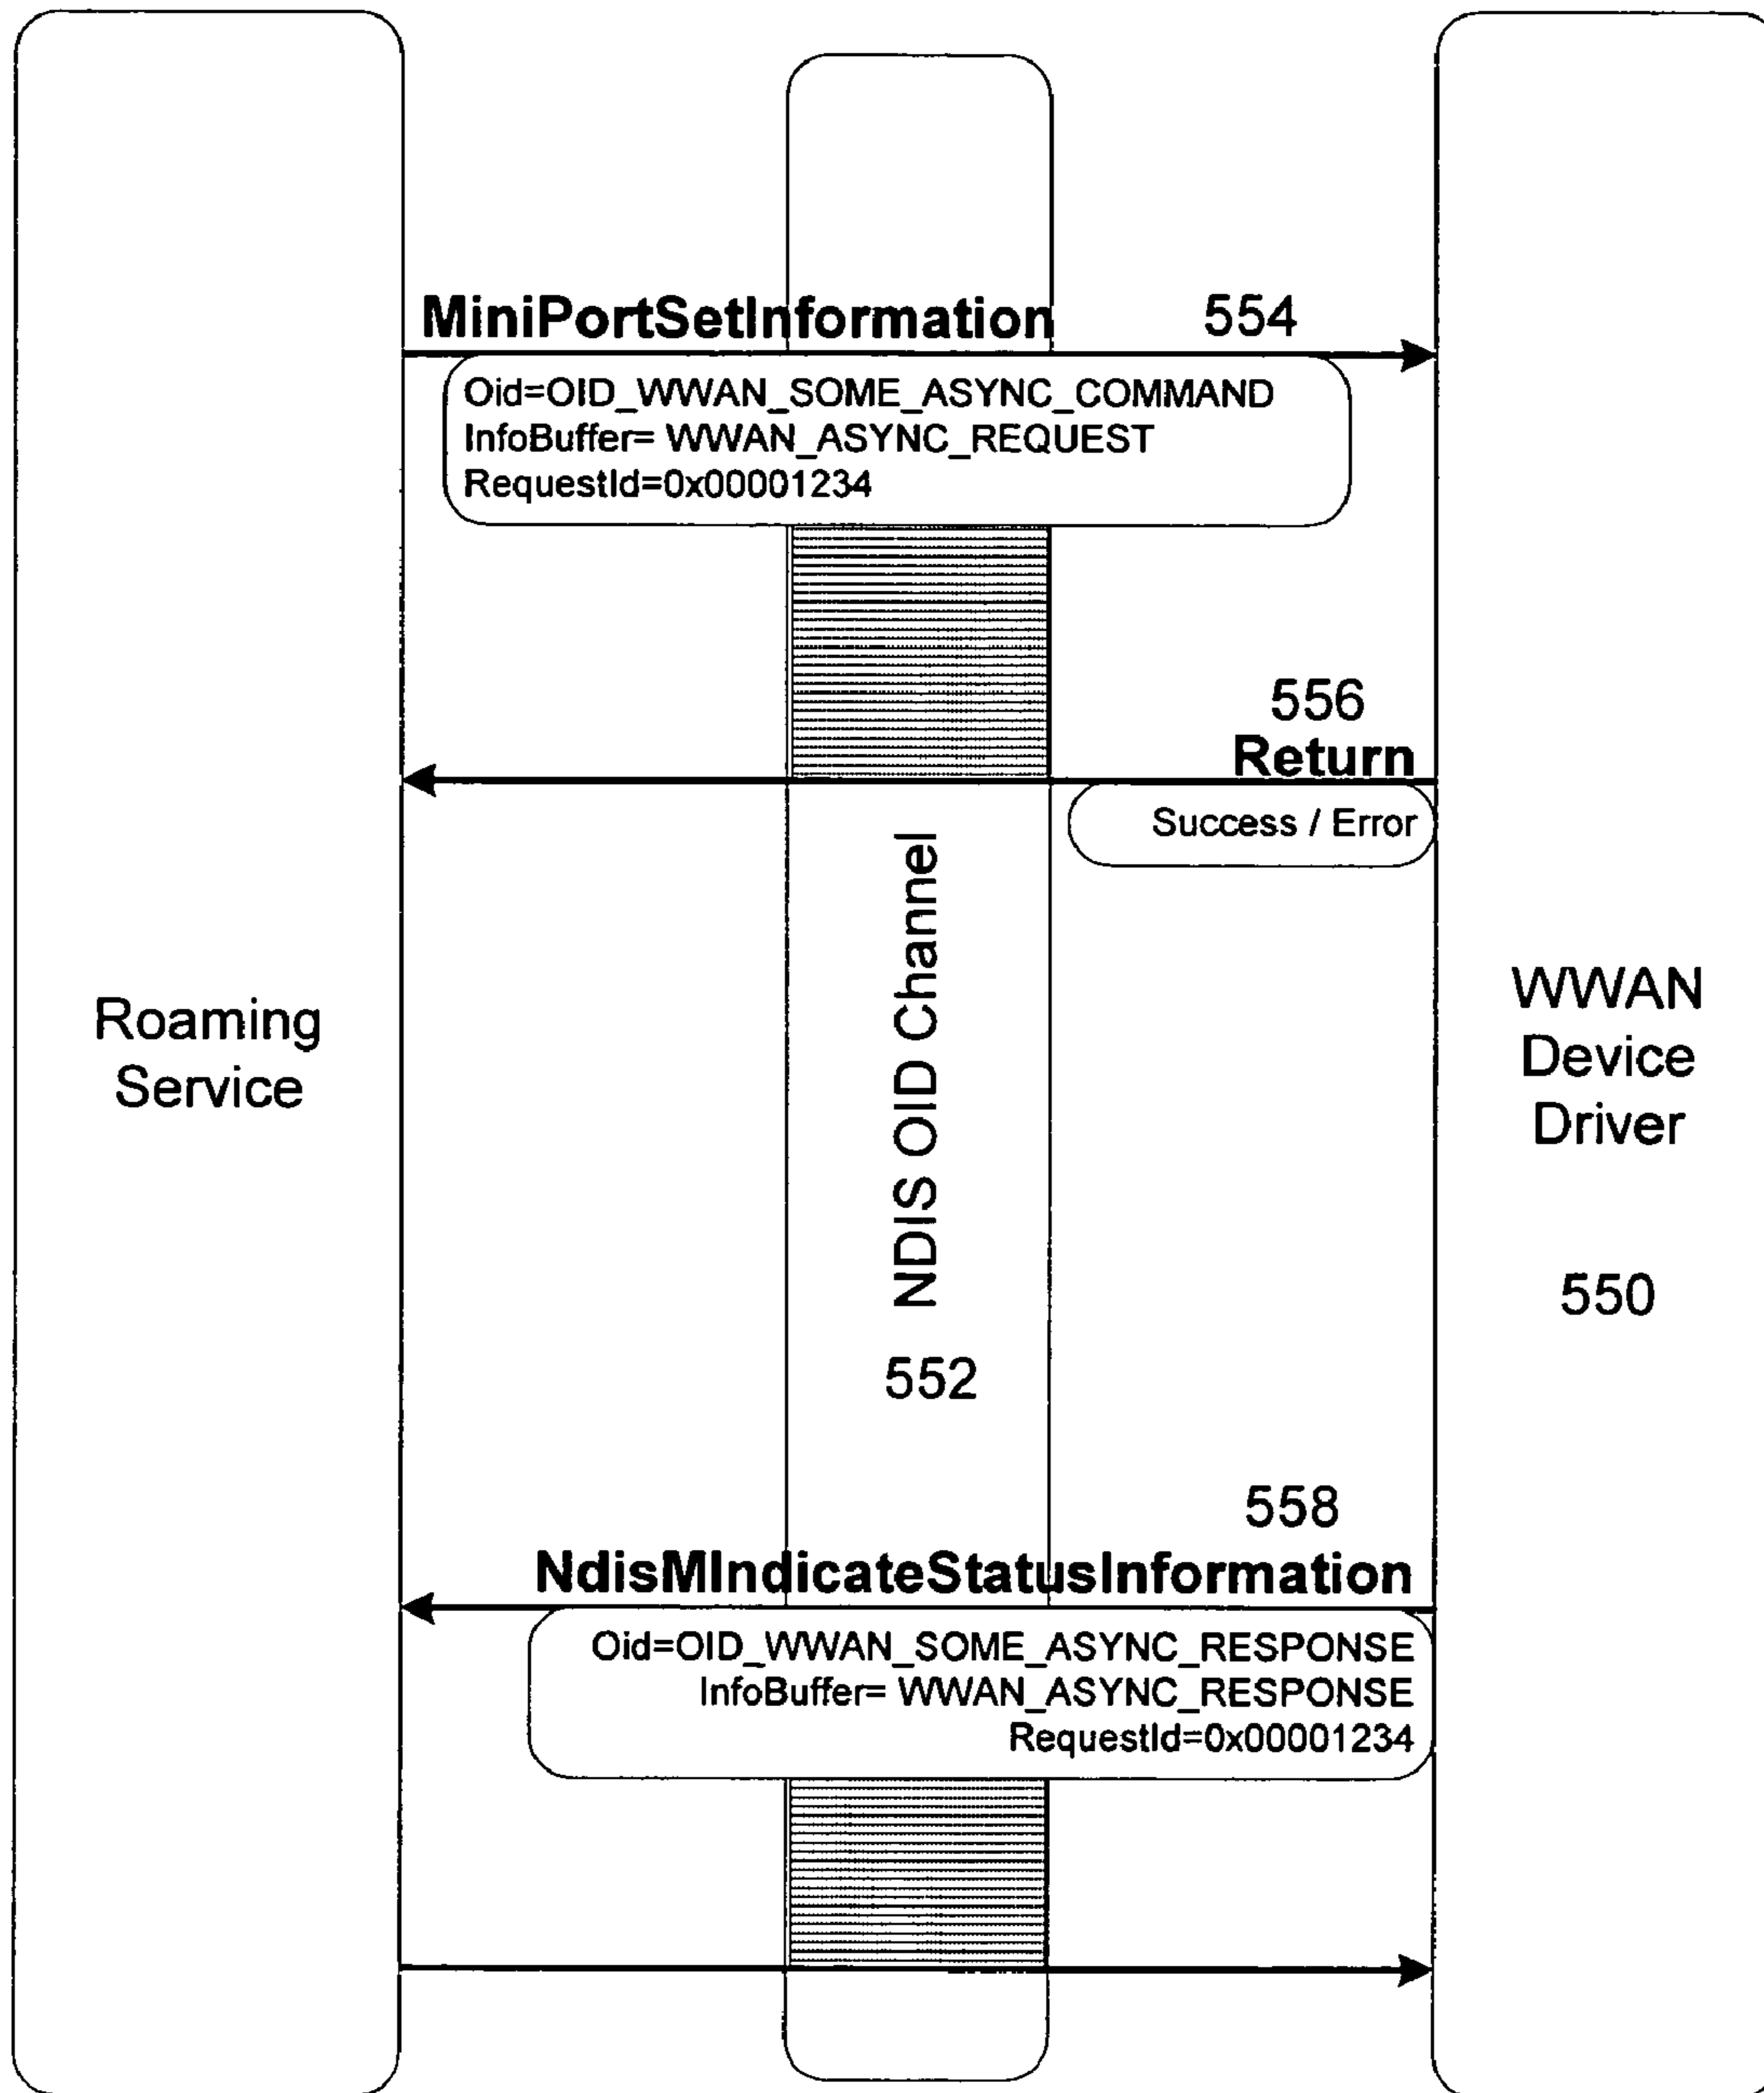 MiniPortSetInformation 554
Oid=OID_WWAN_SOME_ASYNC_COMMAND
InfoBuffer= WWAN_ASYNC_REQUEST
RequestId=0x00001234
556
Return
Success / Error
Roaming
Service
NDIS OID Channel
552
WWAN
Device
Driver
550
558
NdisMIndicateStatusInformation
Oid=OID_WWAN_SOME_ASYNC_RESPONSE
InfoBuffer= WWAN_ASYNC_RESPONSE
RequestId=0x00001234